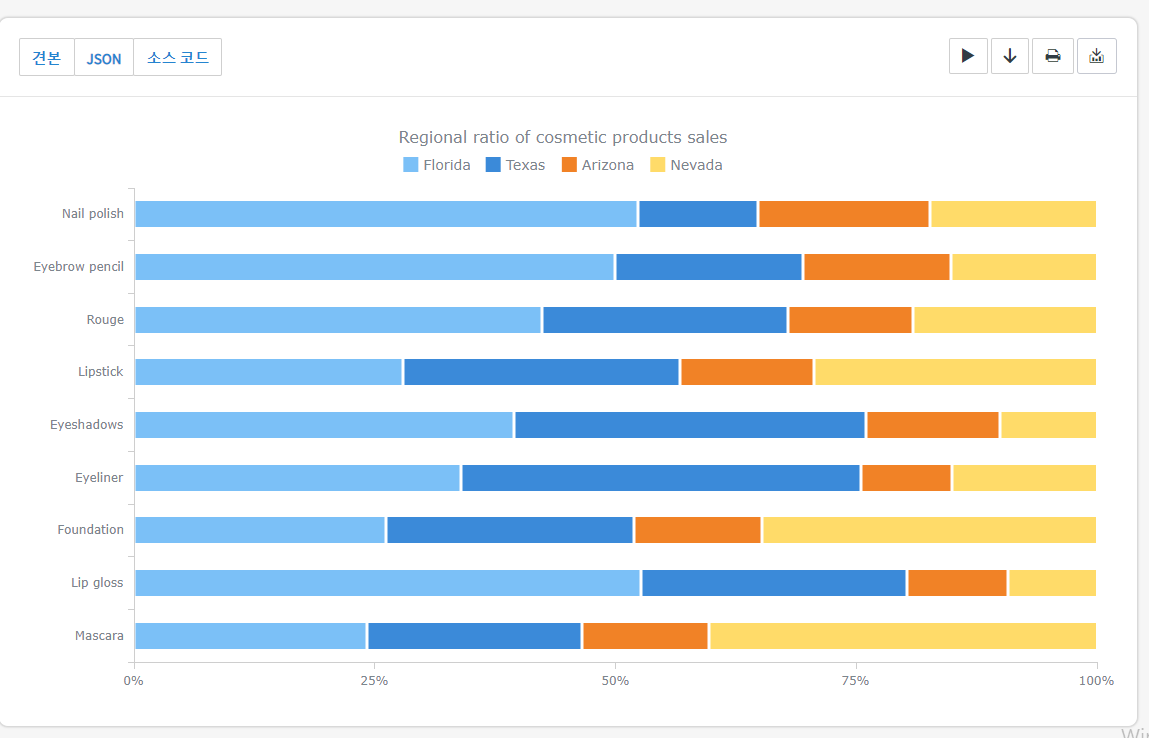 견본 JSON 소스 코드
Regional ratio of cosmetic products sales
Florida Texas Arizona Nevada
Nail polish
Eyebrow pencil
Rouge
Lipstick
Eyeshadows
Eyeliner
Foundation
Lip gloss
Mascara
0% 25% 50% 75% 100%